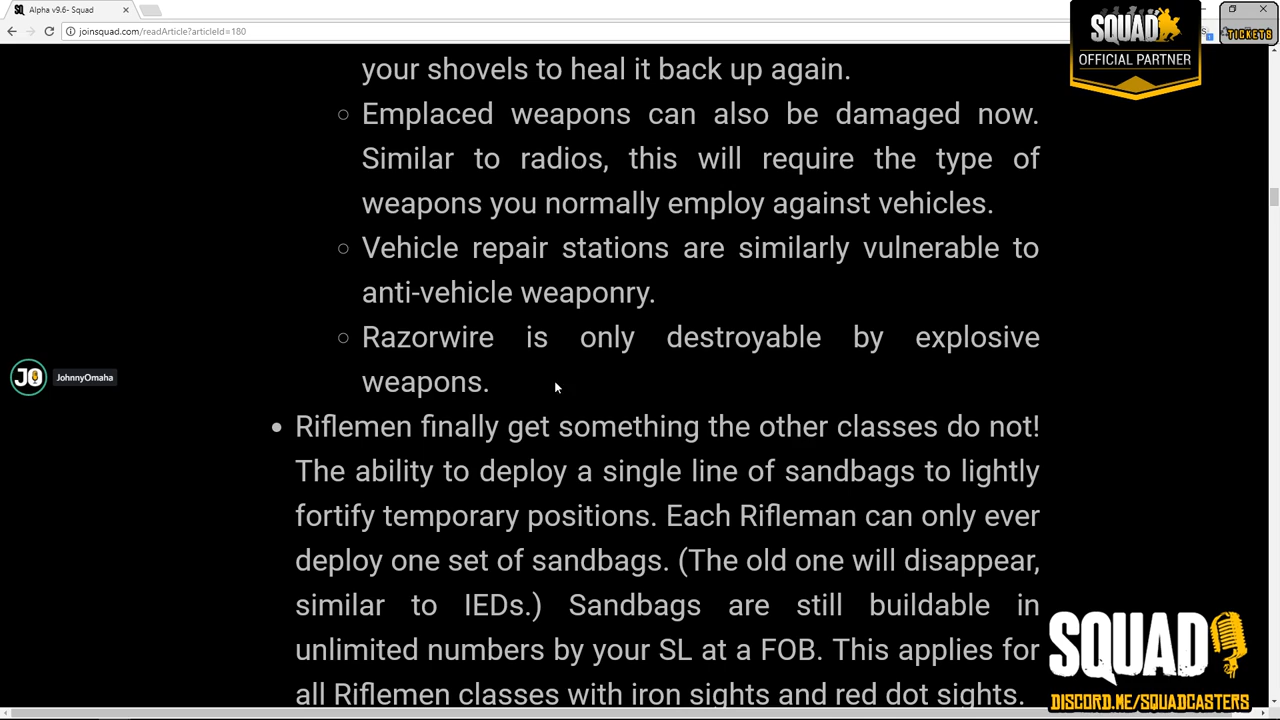 Alpha v9.6- Squad
joinsquad.com/readArticle?articleId=180
SQUAD
OFFICIAL PARTNER
TICKETS
your shovels to heal it back up again.
Emplaced weapons can also be damaged now.
Similar to radios, this will require the type of
weapons you normally employ against vehicles.
Vehicle repair stations are similarly vulnerable to
anti-vehicle weaponry.
Razorwire is only destroyable by explosive
weapons.
JO
JohnnyOmaha
Riflemen finally get something the other classes do not!
The ability to deploy a single line of sandbags to lightly
fortify temporary positions. Each Rifleman can only ever
deploy one set of sandbags. (The old one will disappear,
similar to IEDs.) Sandbags are still buildable in
unlimited numbers by your SL at a FOB. This applies for
all Riflemen classes with iron sights and red dot sights.
SQUAD
DISCORD.ME/SQUADCASTERS